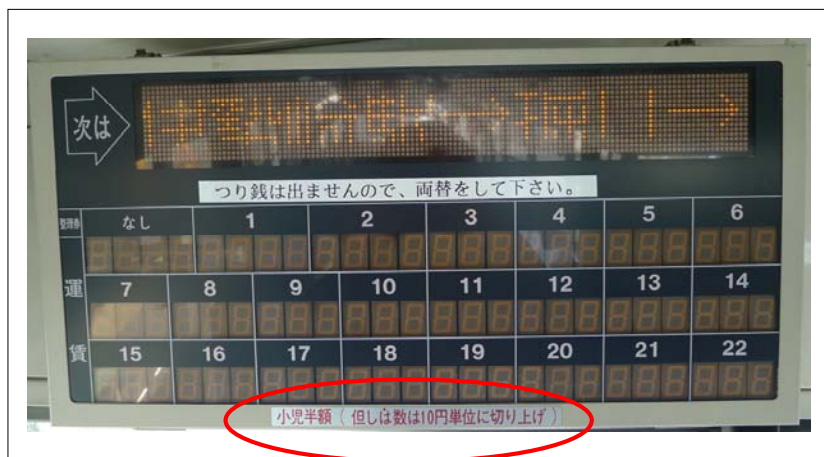 次は
つり銭は出ませんので、両替をして下さい。
整理券 なし 1 2 3 4 5 6
運賃
7 8 9 10 11 12 13 14
15 16 17 18 19 20 21 22
小児半額(但しは数は10円単位に切り上げ)